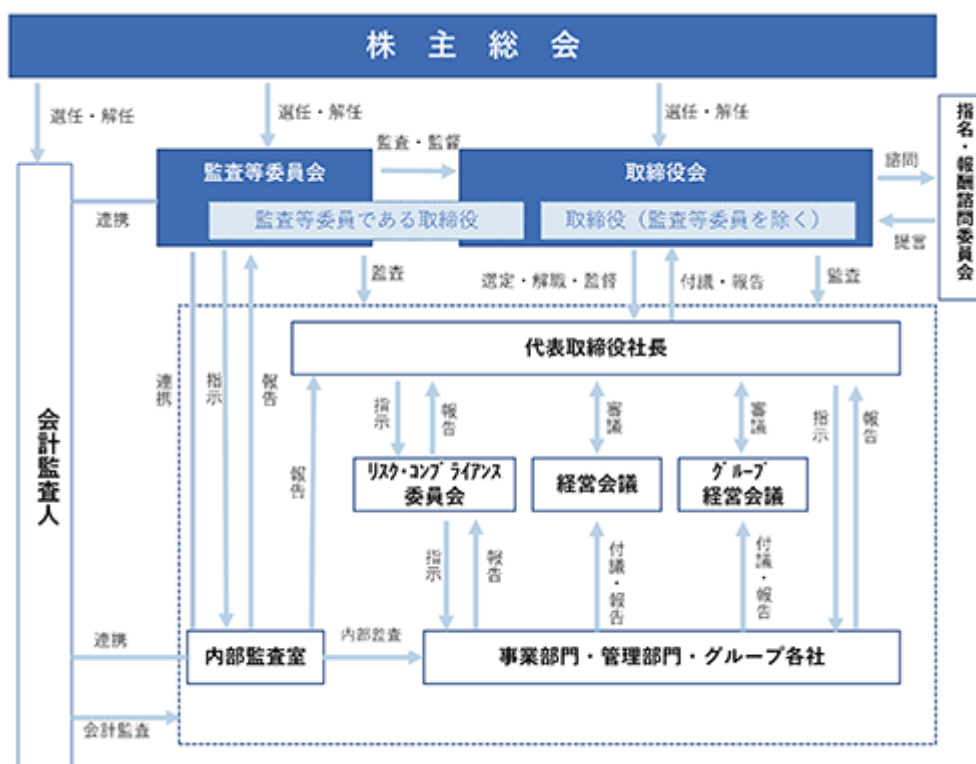 株主総会
選任・解任
選任・解任
選任・解任
監査・監督
監査等委員会
取締役会
諮問
指名・報酬諮問委員会
連携
監査等委員である取締役
取締役（監査等委員を除く）
提言
監査
選定・解職・監督
付議・報告
監査
代表取締役社長
連携
指示
報告
報告
指示
報告
審議
審議
指示
報告
会計監査人
リスク・コンプライアンス
委員会
経営会議
グループ
経営会議
指示
報告
付議・報告
付議・報告
連携
内部監査室
内部監査
事業部門・管理部門・グループ各社
会計監査